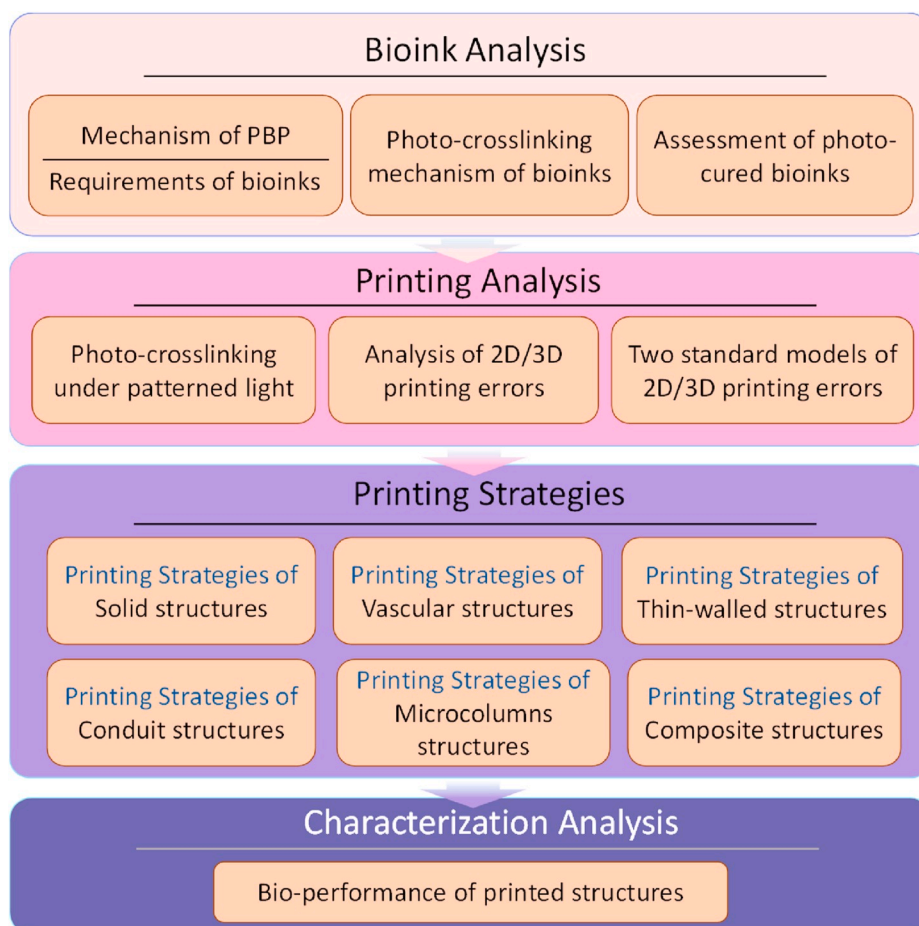 Bioink Analysis
Mechanism of PBP
Requirements of bioinks
Photo-crosslinking
mechanism of bioinks
Assessment of photo-
cured bioinks
Printing Analysis
Photo-crosslinking
under patterned light
Analysis of 2D/3D
printing errors
Two standard models of
2D/3D printing errors
Printing Strategies
Printing Strategies of
Solid structures
Printing Strategies of
Vascular structures
Printing Strategies of
Thin-walled structures
Printing Strategies of
Conduit structures
Printing Strategies of
Microcolumns
structures
Printing Strategies of
Composite structures
Characterization Analysis
Bio-performance of printed structures